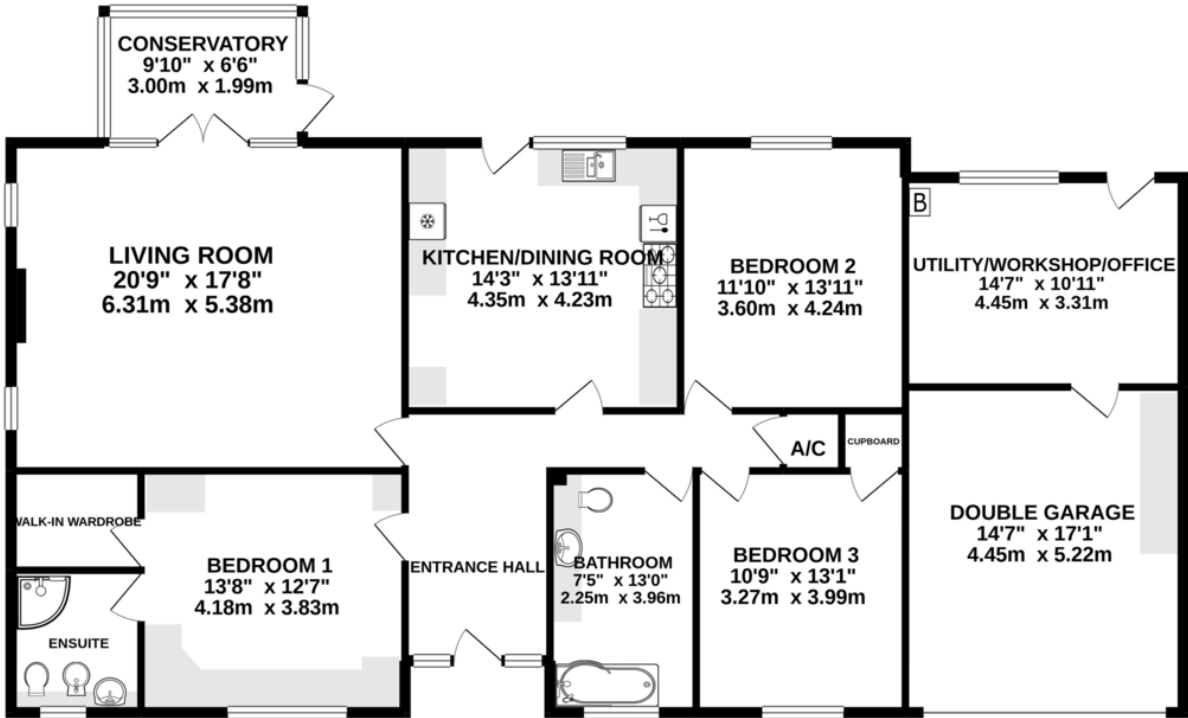 CONSERVATORY
9'10" x 6'6"
3.00m x 1.99m
LIVING ROOM
20'9" x 17'8"
6.31m x 5.38m
KITCHEN/DINING ROOM
14'3" x 13'11"
4.35m x 4.23m
BEDROOM 2
11'10" x 13'11"
3.60m x 4.24m
B
UTILITY/WORKSHOP/OFFICE
14'7" x 10'11"
4.45m x 3.31m
A/C
CUPBOARD
WALK-IN WARDROBE
BEDROOM 1
13'8" x 12'7"
4.18m x 3.83m
ENSUITE
ENTRANCE HALL
BATHROOM
7'5" x 13'0"
2.25m x 3.96m
BEDROOM 3
10'9" x 13'1"
3.27m x 3.99m
DOUBLE GARAGE
14'7" x 17'1"
4.45m x 5.22m